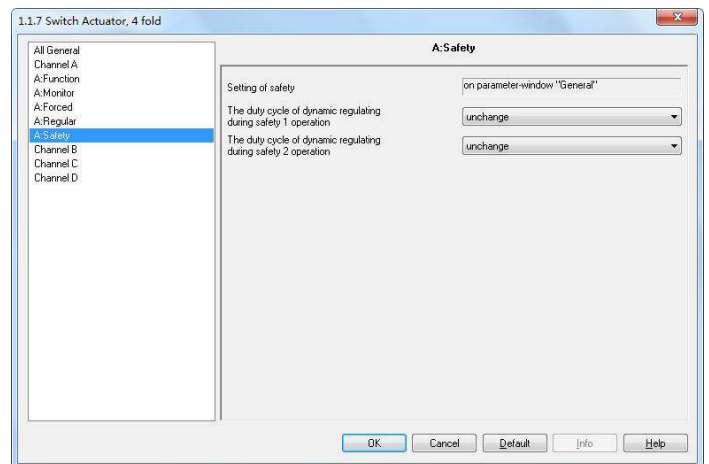 1.1.7 Switch Actuator, 4 fold
All General
Channel A
A:Function
A:Monitor
A:Forced
A:Regular
A:Safety
Channel B
Channel C
Channel D
A:Safety
Setting of safety
on parameter-window "General"
The duty cycle of dynamic regulating
during safety 1 operation
unchange
The duty cycle of dynamic regulating
during safety 2 operation
unchange
OK
Cancel
Default
Info
Help